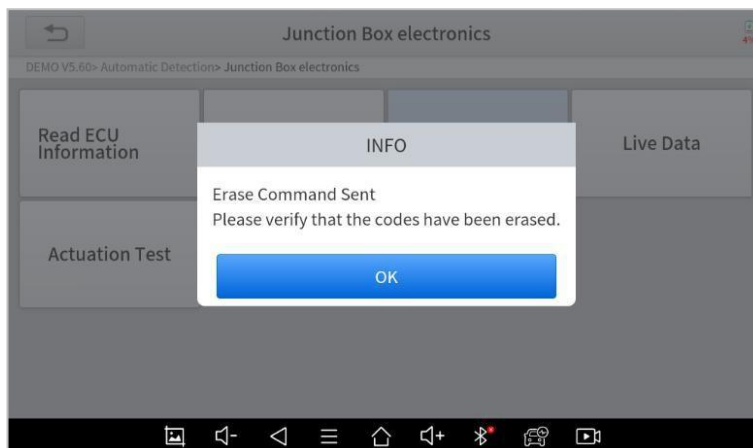 Junction Box electronics
DEMO V5.60> Automatic Detection> Junction Box electronics
Read ECU
Information
Live Data
INFO
Erase Command Sent
Please verify that the codes have been erased.
OK
Actuation Test